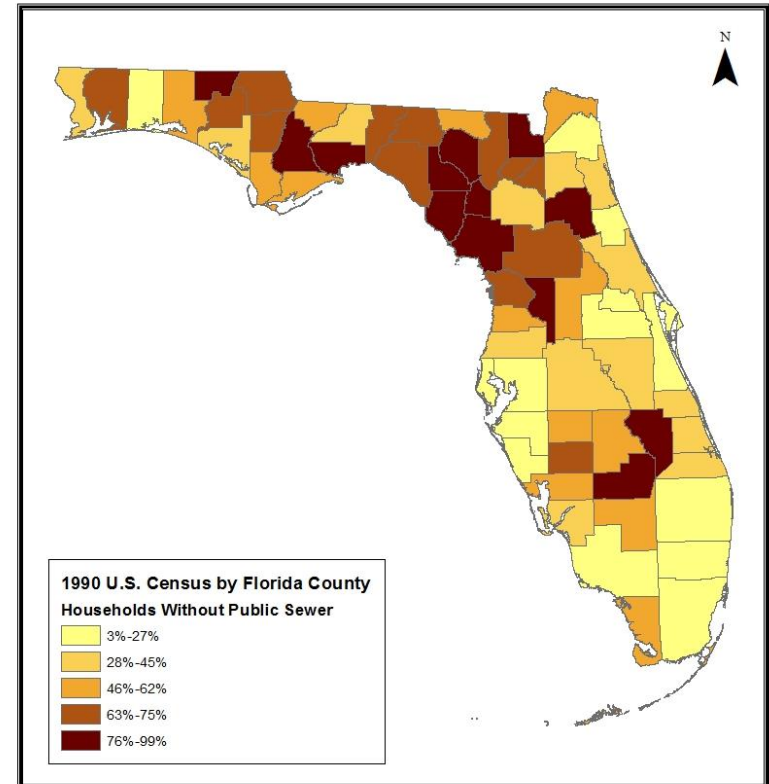 N
1990 U.S. Census by Florida County
Households Without Public Sewer
3%-27%
28%-45%
46%-62%
63%-75%
76%-99%